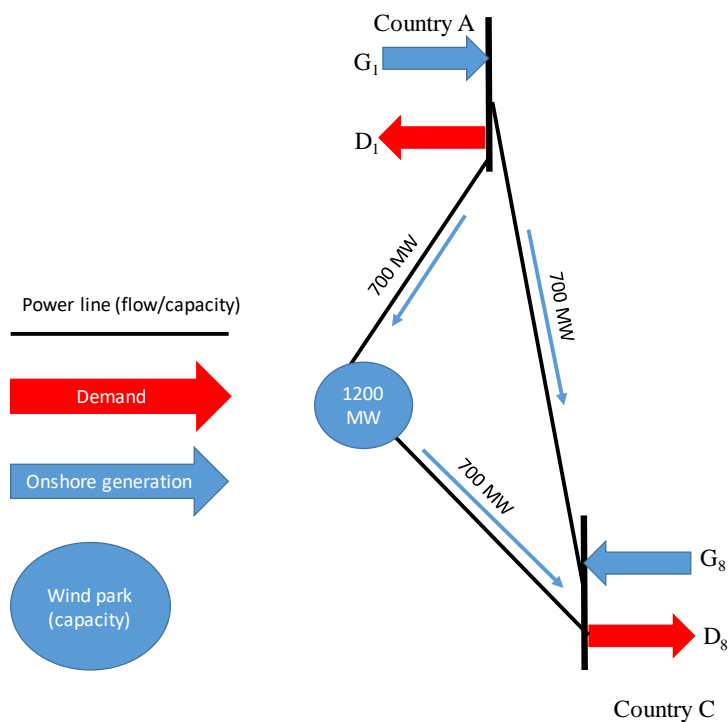 Country A
G1
D1
700 MW
700 MW
Power line (flow/capacity)
Demand
1200
MW
700 MW
Onshore generation
G8
Wind park
(capacity)
D8
Country C